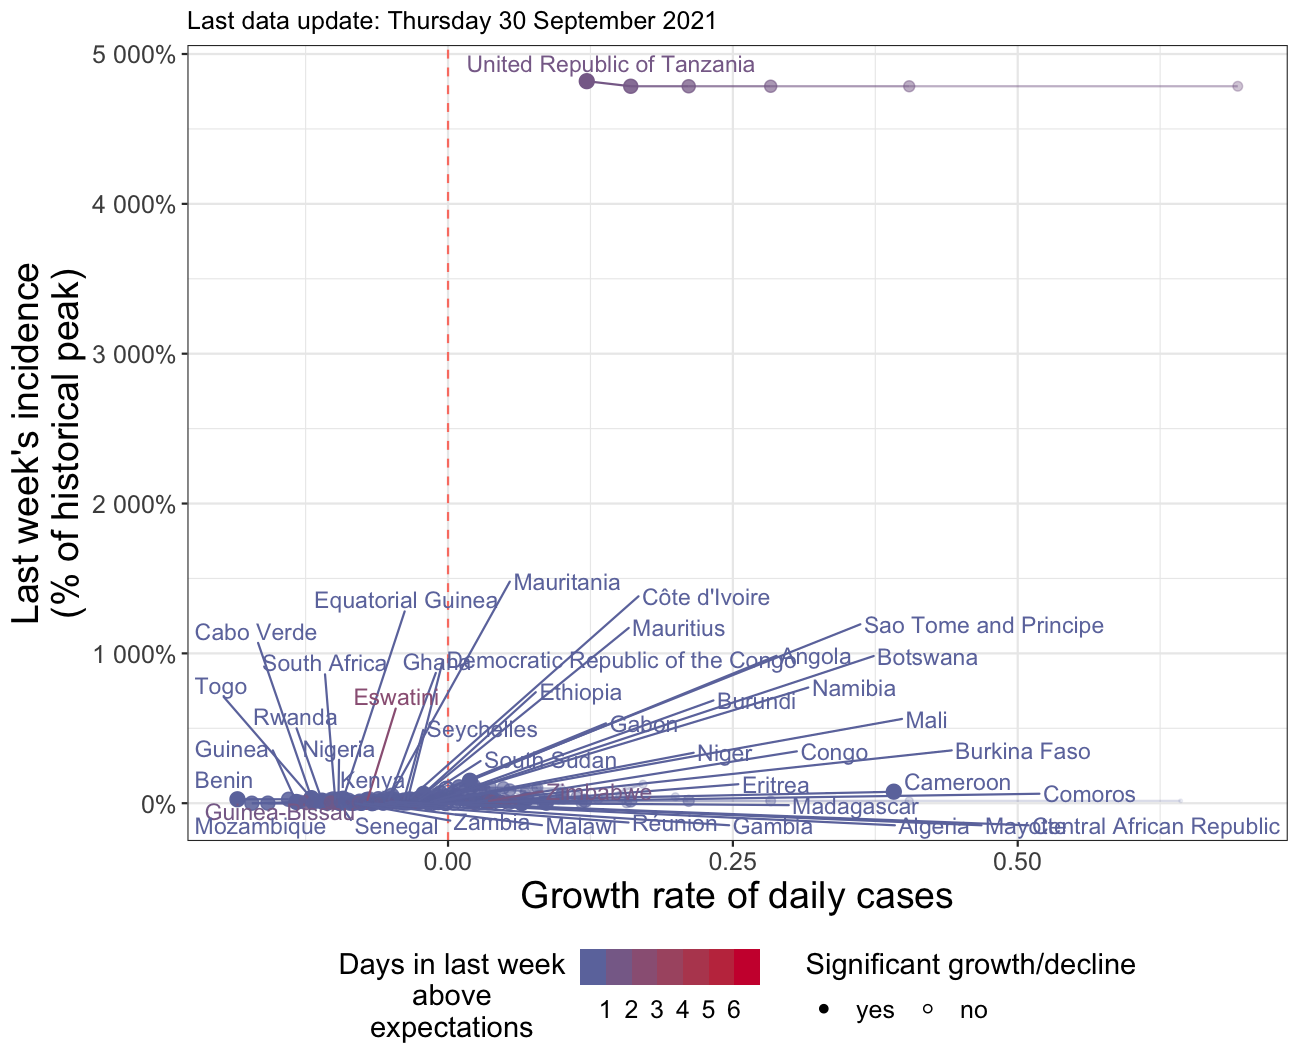 Last data update: Thursday 30 September 2021
Last week's incidence
(% of historical peak)
5 000%
4 000%
3 000%
2 000%
1 000%
0%
United Republic of Tanzania
Mauritania
Equatorial Guinea
Côte d'Ivoire
Mauritius
Sao Tome and Principe
Cabo Verde
South Africa
Ghana
Democratic Republic of the Congo
Angola
Botswana
Togo
Eswatini
Ethiopia
Burundi
Namibia
Rwanda
Seychelles
Gabon
Mali
Guinea
Nigeria
South Sudan
Niger
Congo
Burkina Faso
Benin
Kenya
Zimbabwe
Eritrea
Cameroon
Comoros
Guinea-Bissau
Madagascar
Mozambique
Senegal
Zambia
Malawi
Réunion
Gambia
Algeria
Mayotte
Central African Republic
0.00
0.25
0.50
Growth rate of daily cases
Days in last week
above
expectations
1 2 3 4 5 6
Significant growth/decline
yes no